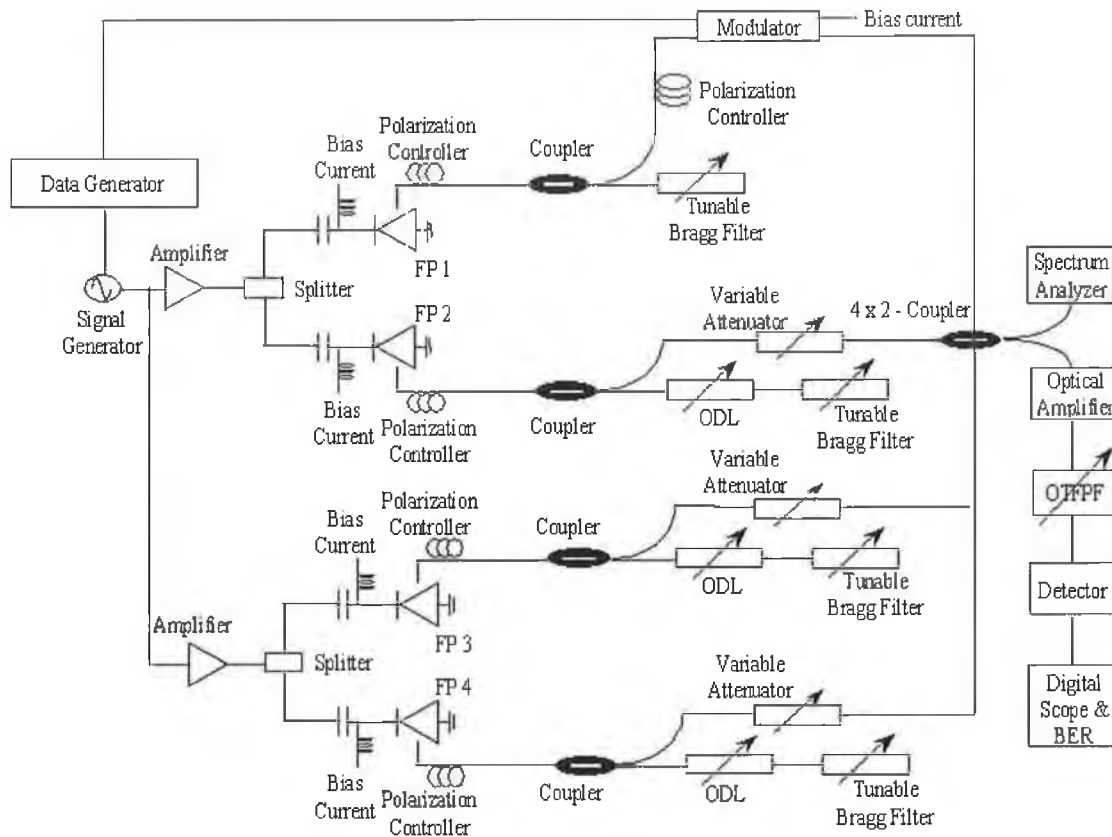 Modulator
Bias current
Polarization
Controller
Polarization
Controller
Bias
Current
Coupler
Data Generator
Tunable
Bragg Filter
Amplifier
FP 1
Splitter
Signal
Generator
FP 2
Variable
Attenuator
4 x 2 - Coupler
Spectrum
Analyzer
Bias
Current
Polarization
Controller
Coupler
ODL
Tunable
Bragg Filter
Optical
Amplifier
Variable
Attenuator
Polarization
Controller
Bias
Current
Coupler
OTFPF
ODL
Tunable
Bragg Filter
Detector
Amplifier
FP 3
Splitter
FP 4
Variable
Attenuator
Digital
Scope &
BER
Bias
Current
Polarization
Controller
Coupler
ODL
Tunable
Bragg Filter